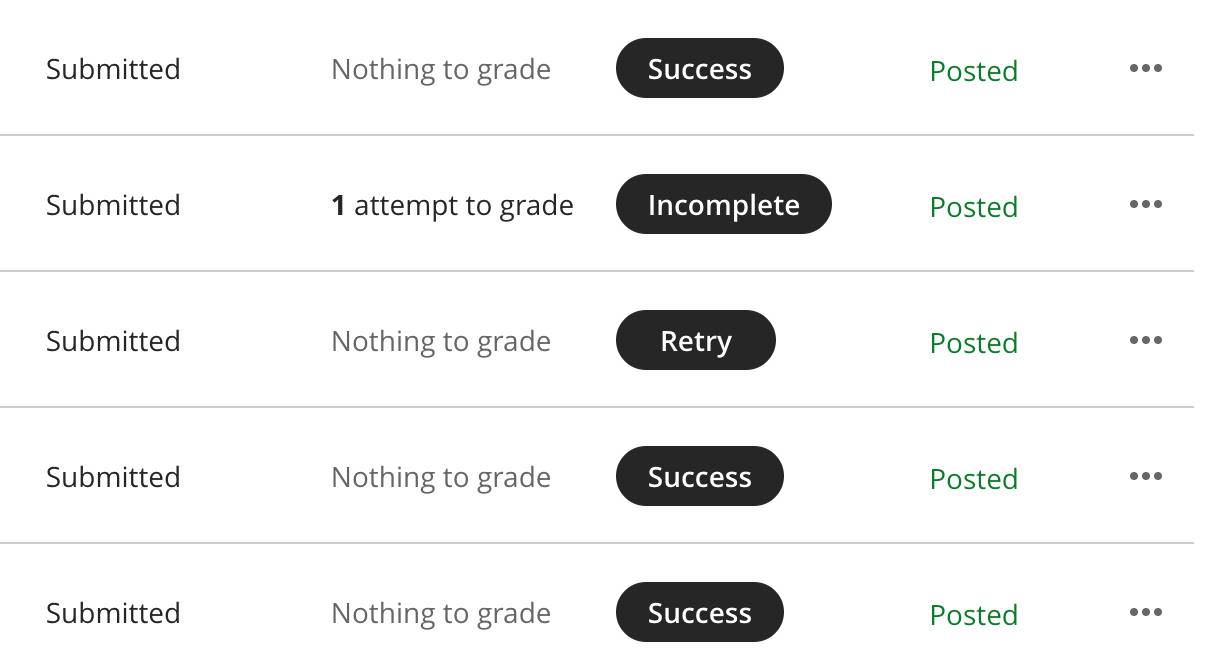 Submitted Nothing to grade Success Posted
Submitted 1 attempt to grade Incomplete Posted
Submitted Nothing to grade Retry Posted
Submitted Nothing to grade Success Posted
Submitted Nothing to grade Success Posted